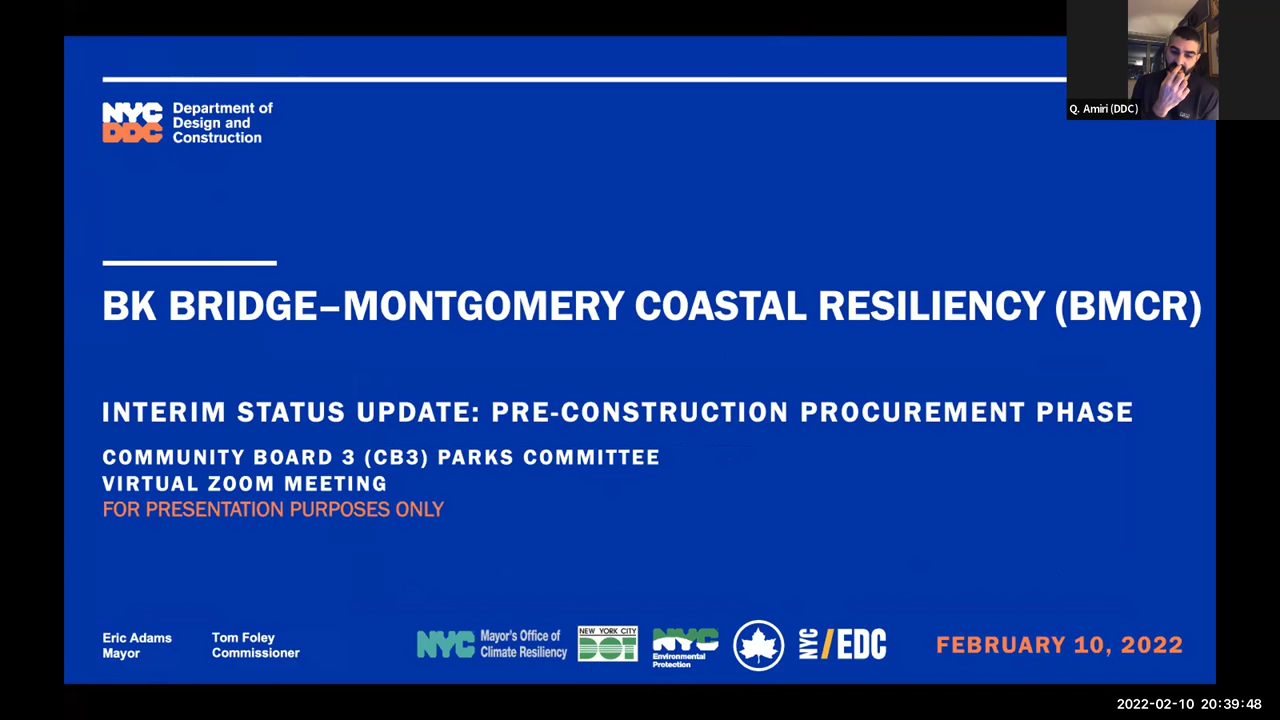 Q. Amiri (DDC)
NYC
DDC
Department of
Design and
Construction
BK BRIDGE–MONTGOMERY COASTAL RESILIENCY (BMCR)
INTERIM STATUS UPDATE: PRE-CONSTRUCTION PROCUREMENT PHASE
COMMUNITY BOARD 3 (CB3) PARKS COMMITTEE
VIRTUAL ZOOM MEETING
FOR PRESENTATION PURPOSES ONLY
Eric Adams
Mayor
Tom Foley
Commissioner
NYC
Mayor's Office of
Climate Resiliency
NEW YORK CITY
DOT
NYC
Environmental
Protection
NYC
/EDC
FEBRUARY 10, 2022
2022-02-10 20:39:48